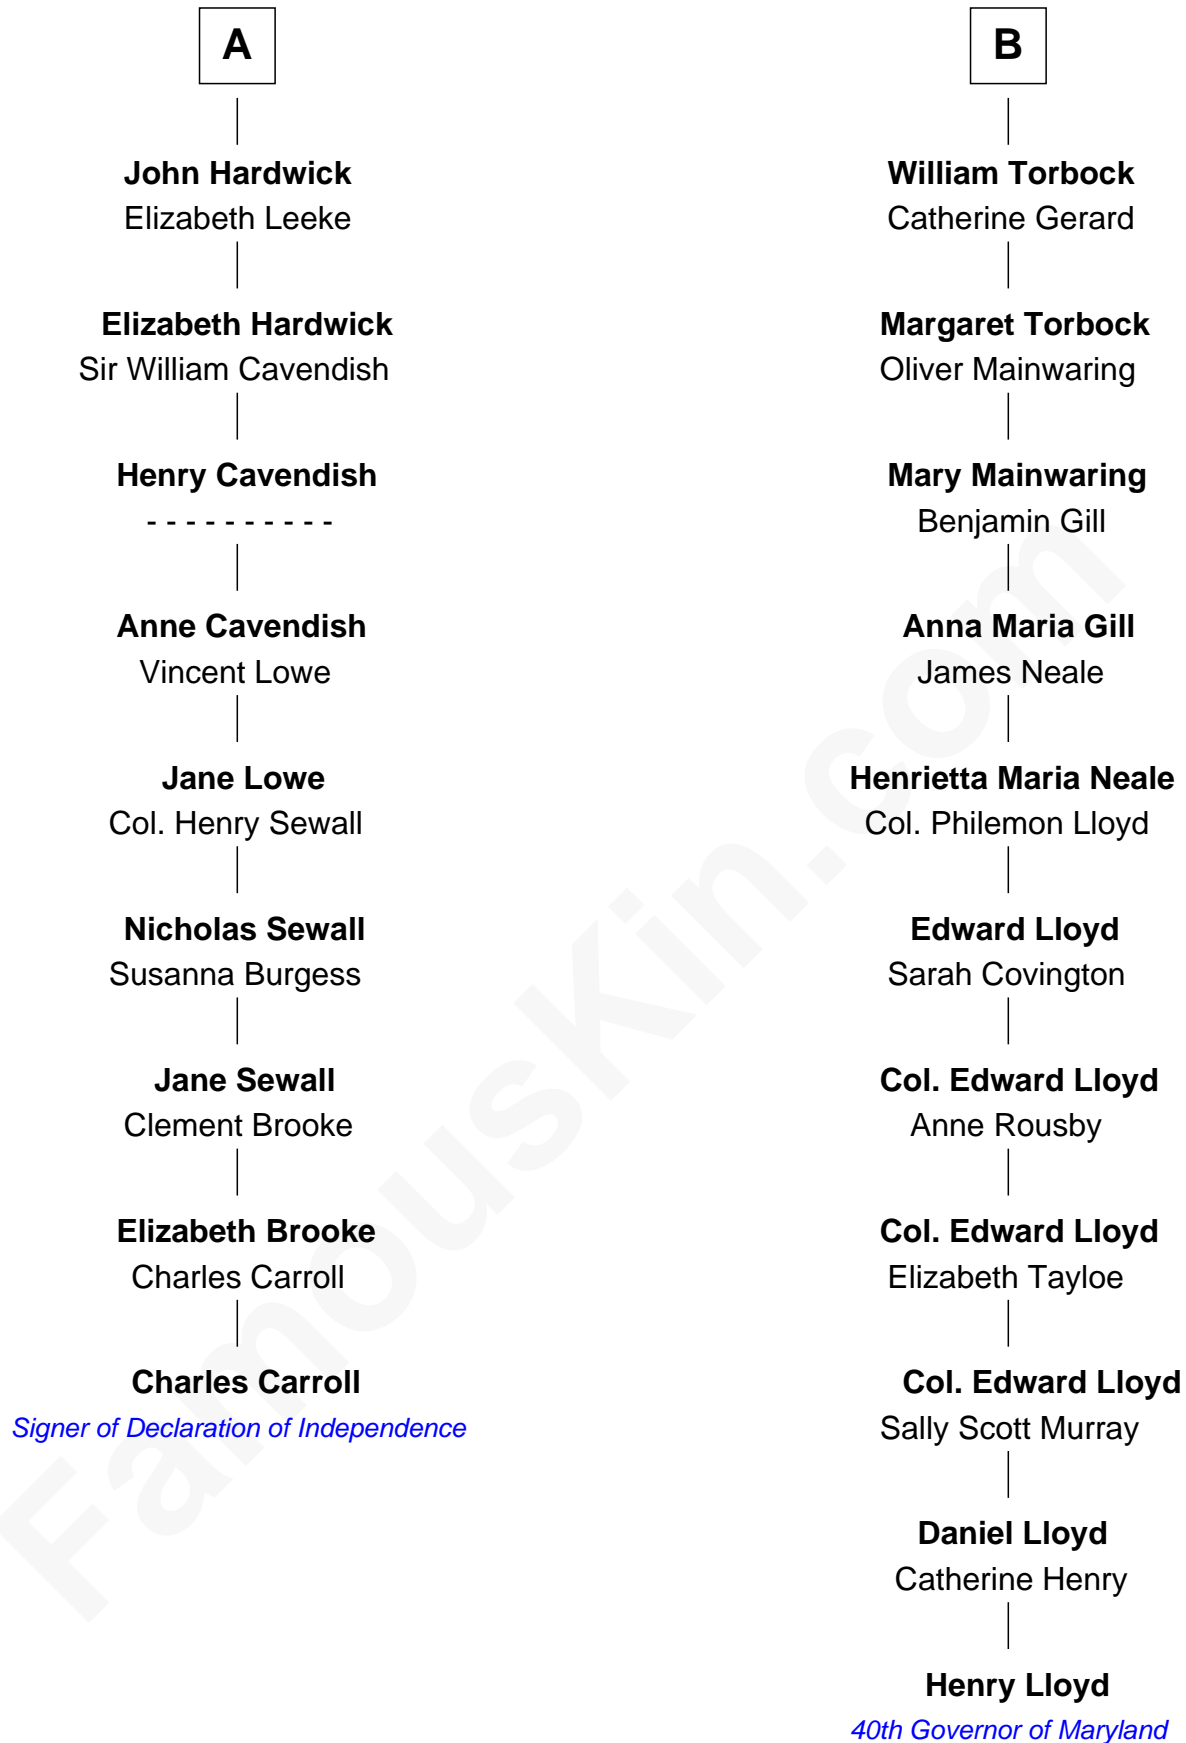 A
John Hardwick
Elizabeth Leeke
Elizabeth Hardwick
Sir William Cavendish
Henry Cavendish
- - - - - - - - - -
Anne Cavendish
Vincent Lowe
Jane Lowe
Col. Henry Sewall
Nicholas Sewall
Susanna Burgess
Jane Sewall
Clement Brooke
Elizabeth Brooke
Charles Carroll
Charles Carroll
Signer of Declaration of Independence
B
William Torbock
Catherine Gerard
Margaret Torbock
Oliver Mainwaring
Mary Mainwaring
Benjamin Gill
Anna Maria Gill
James Neale
Henrietta Maria Neale
Col. Philemon Lloyd
Edward Lloyd
Sarah Covington
Col. Edward Lloyd
Anne Rousby
Col. Edward Lloyd
Elizabeth Tayloe
Col. Edward Lloyd
Sally Scott Murray
Daniel Lloyd
Catherine Henry
Henry Lloyd
40th Governor of Maryland
FamousKin.com